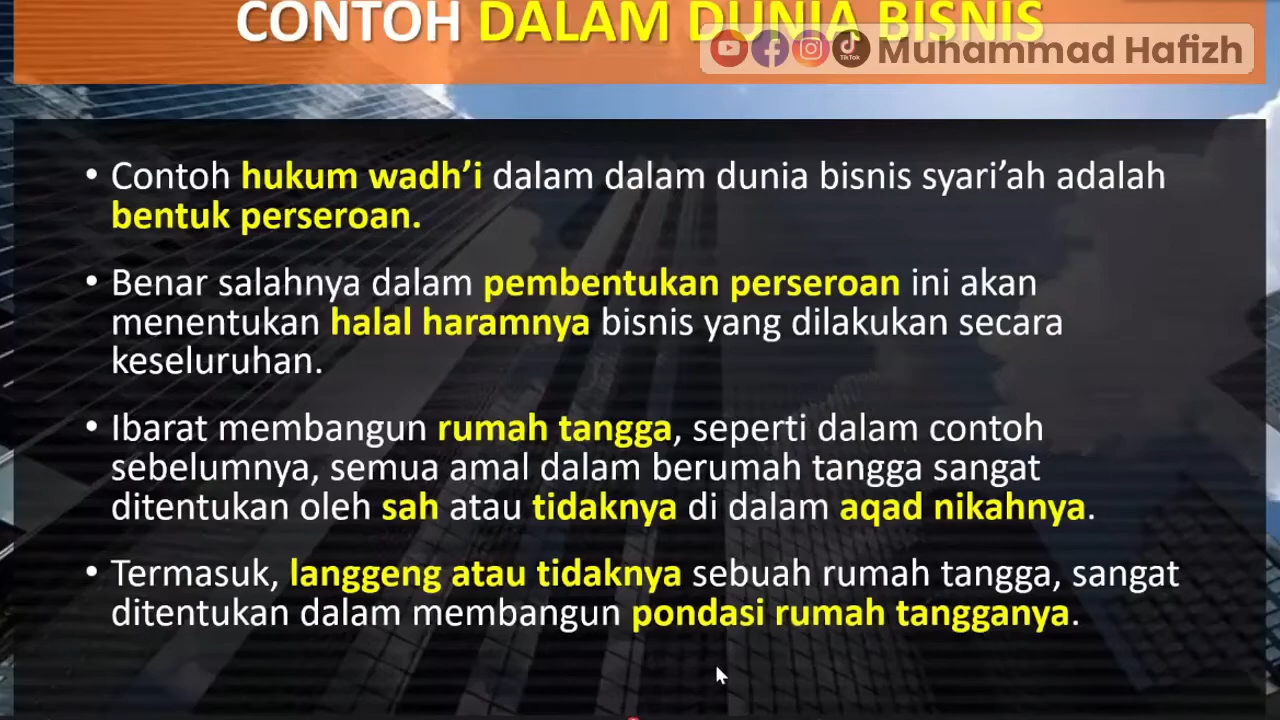 CONTOH DALAM DUNIA BISNIS
TikTok
Muhammad Hafizh
• Contoh hukum wadh’i dalam dalam dunia bisnis syari’ah adalah
bentuk perseroan.
• Benar salahnya dalam pembentukan perseroan ini akan
menentukan halal haramnya bisnis yang dilakukan secara
keseluruhan.
• Ibarat membangun rumah tangga, seperti dalam contoh
sebelumnya, semua amal dalam berumah tangga sangat
ditentukan oleh sah atau tidaknya di dalam aqad nikahnya.
• Termasuk, langgeng atau tidaknya sebuah rumah tangga, sangat
ditentukan dalam membangun pondasi rumah tangganya.